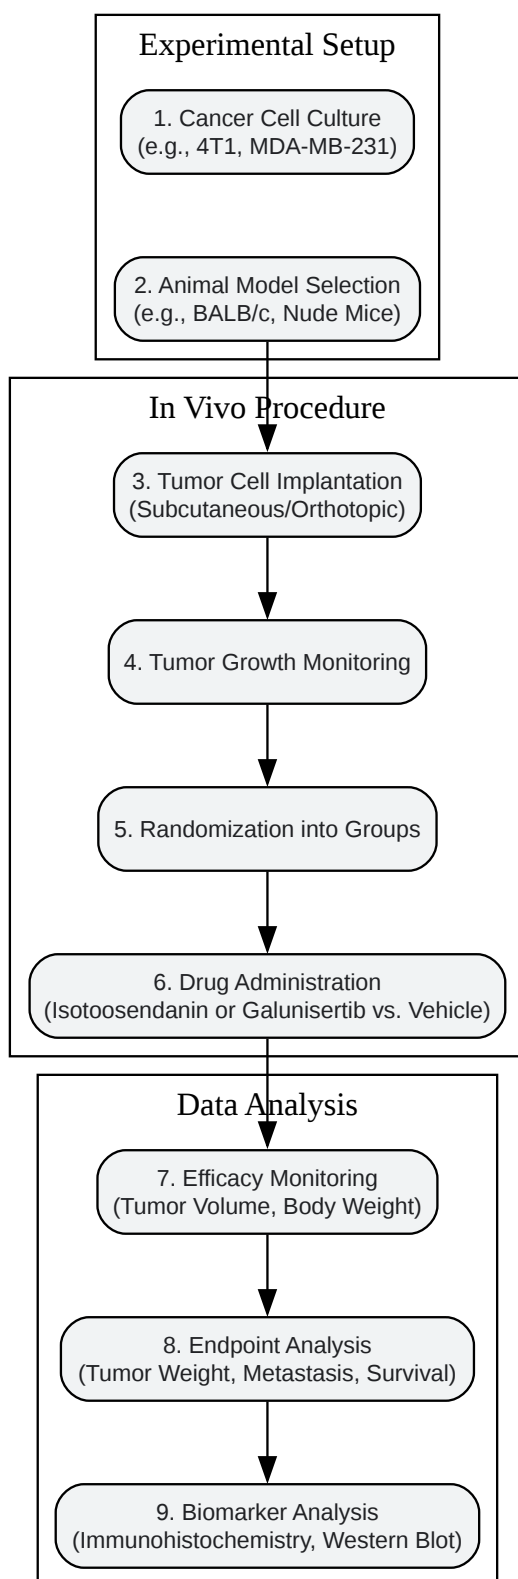 Experimental Setup
1. Cancer Cell Culture
(e.g., 4T1, MDA-MB-231)
2. Animal Model Selection
(e.g., BALB/c, Nude Mice)
In Vivo Procedure
3. Tumor Cell Implantation
(Subcutaneous/Orthotopic)
4. Tumor Growth Monitoring
5. Randomization into Groups
6. Drug Administration
(Isotoosendanin or Galunisertib vs. Vehicle)
Data Analysis
7. Efficacy Monitoring
(Tumor Volume, Body Weight)
8. Endpoint Analysis
(Tumor Weight, Metastasis, Survival)
9. Biomarker Analysis
(Immunohistochemistry, Western Blot)